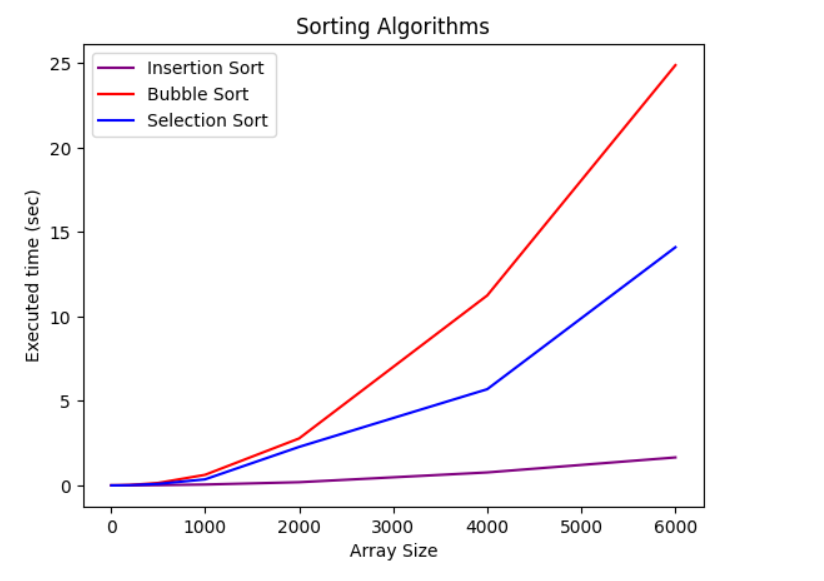 Sorting Algorithms
Insertion Sort
Bubble Sort
Selection Sort
25
20
15
10
5
0
Executed time (sec)
0 1000 2000 3000 4000 5000 6000
Array Size